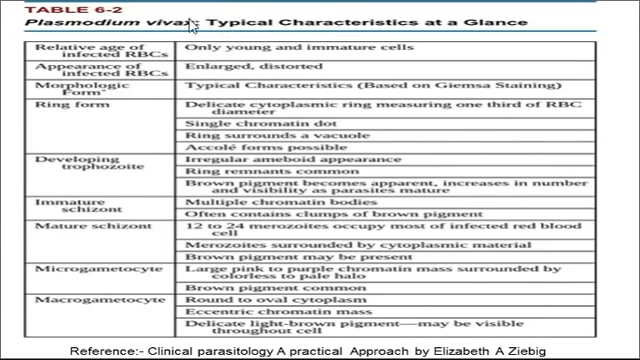 TABLE 6-2
Plasmodium vivax: Typical Characteristics at a Glance
Relative age of infected RBCs
Only young and immature cells
Appearance of infected RBCs
Enlarged, distorted
Morphologic Form*
Typical Characteristics (Based on Giemsa Staining)
Ring form
Delicate cytoplasmic ring measuring one third of RBC
diameter
Single chromatin dot
Ring surrounds a vacuole
Accolé forms possible
Developing
trophozoite
Irregular ameboid appearance
Ring remnants common
Brown pigment becomes apparent, increases in number
and visibility as parasites mature
Immature
schizont
Multiple chromatin bodies
Often contains clumps of brown pigment
Mature schizont
12 to 24 merozoites occupy most of infected red blood
cell
Merozoites surrounded by cytoplasmic material
Brown pigment may be present
Microgametocyte
Large pink to purple chromatin mass surrounded by
colorless to pale halo
Brown pigment common
Macrogametocyte
Round to oval cytoplasm
Eccentric chromatin mass
Delicate light-brown pigment—may be visible
throughout cell
Reference:- Clinical parasitology A practical Approach by Elizabeth A Ziebig